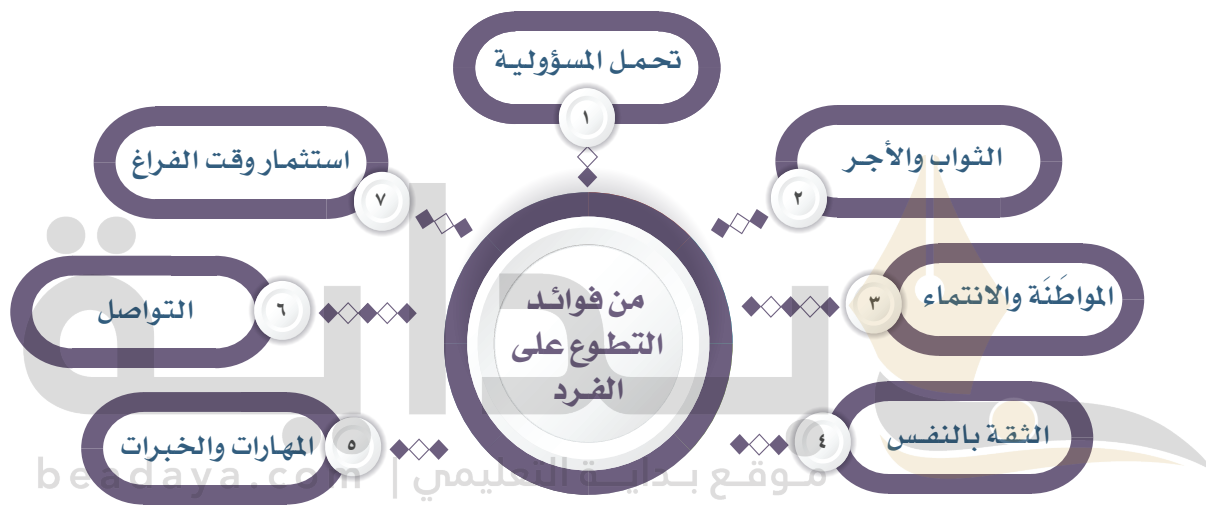 من فوائد
التطوع على
الفرد
١
تحمل المسؤولية
٢
الثواب والأجر
٣
المواطَنَة والانتماء
٤
الثقة بالنفس
٥
المهارات والخبرات
٦
التواصل
٧
استثمار وقت الفراغ
بداية
موقع بداية التعليمي | beadaya.com